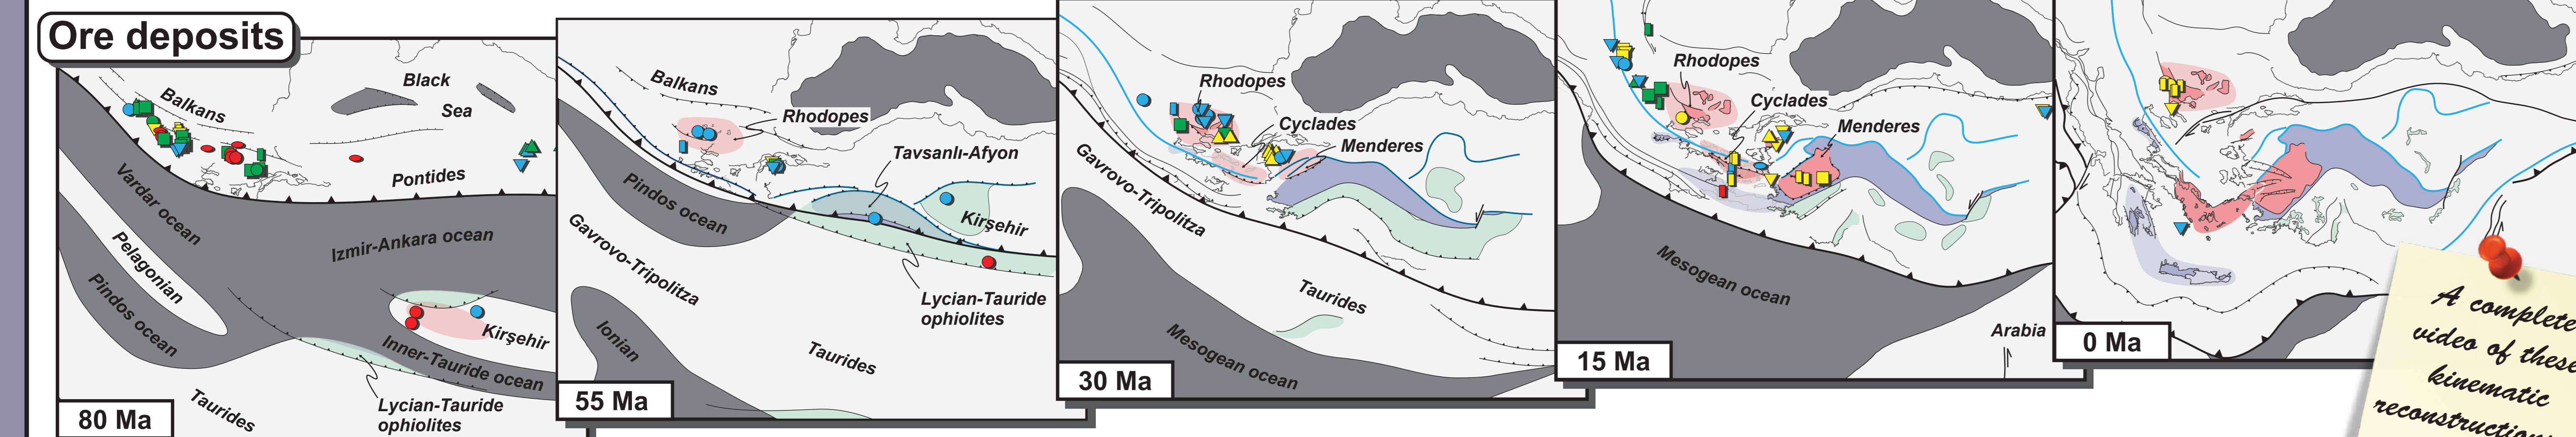 Ore deposits
Balkans
Black
Sea
Vardar ocean
Pontides
Pelagonian
Izmir-Ankara ocean
Pindos ocean
Kirşehir
Inner-Tauride ocean
Taurides
Lycian-Tauride
ophiolites
80 Ma
Balkans
Rhodopes
Tavsanlı-Afyon
Pindos ocean
Kirşehir
Gavrovo-Tripolitza
Lycian-Tauride
ophiolites
Ionian
Taurides
55 Ma
Rhodopes
Cyclades
Menderes
Gavrovo-Tripolitza
Taurides
Mesogean ocean
30 Ma
Rhodopes
Cyclades
Menderes
Mesogean ocean
Arabia
15 Ma
0 Ma
A complete
video of these
kinematic